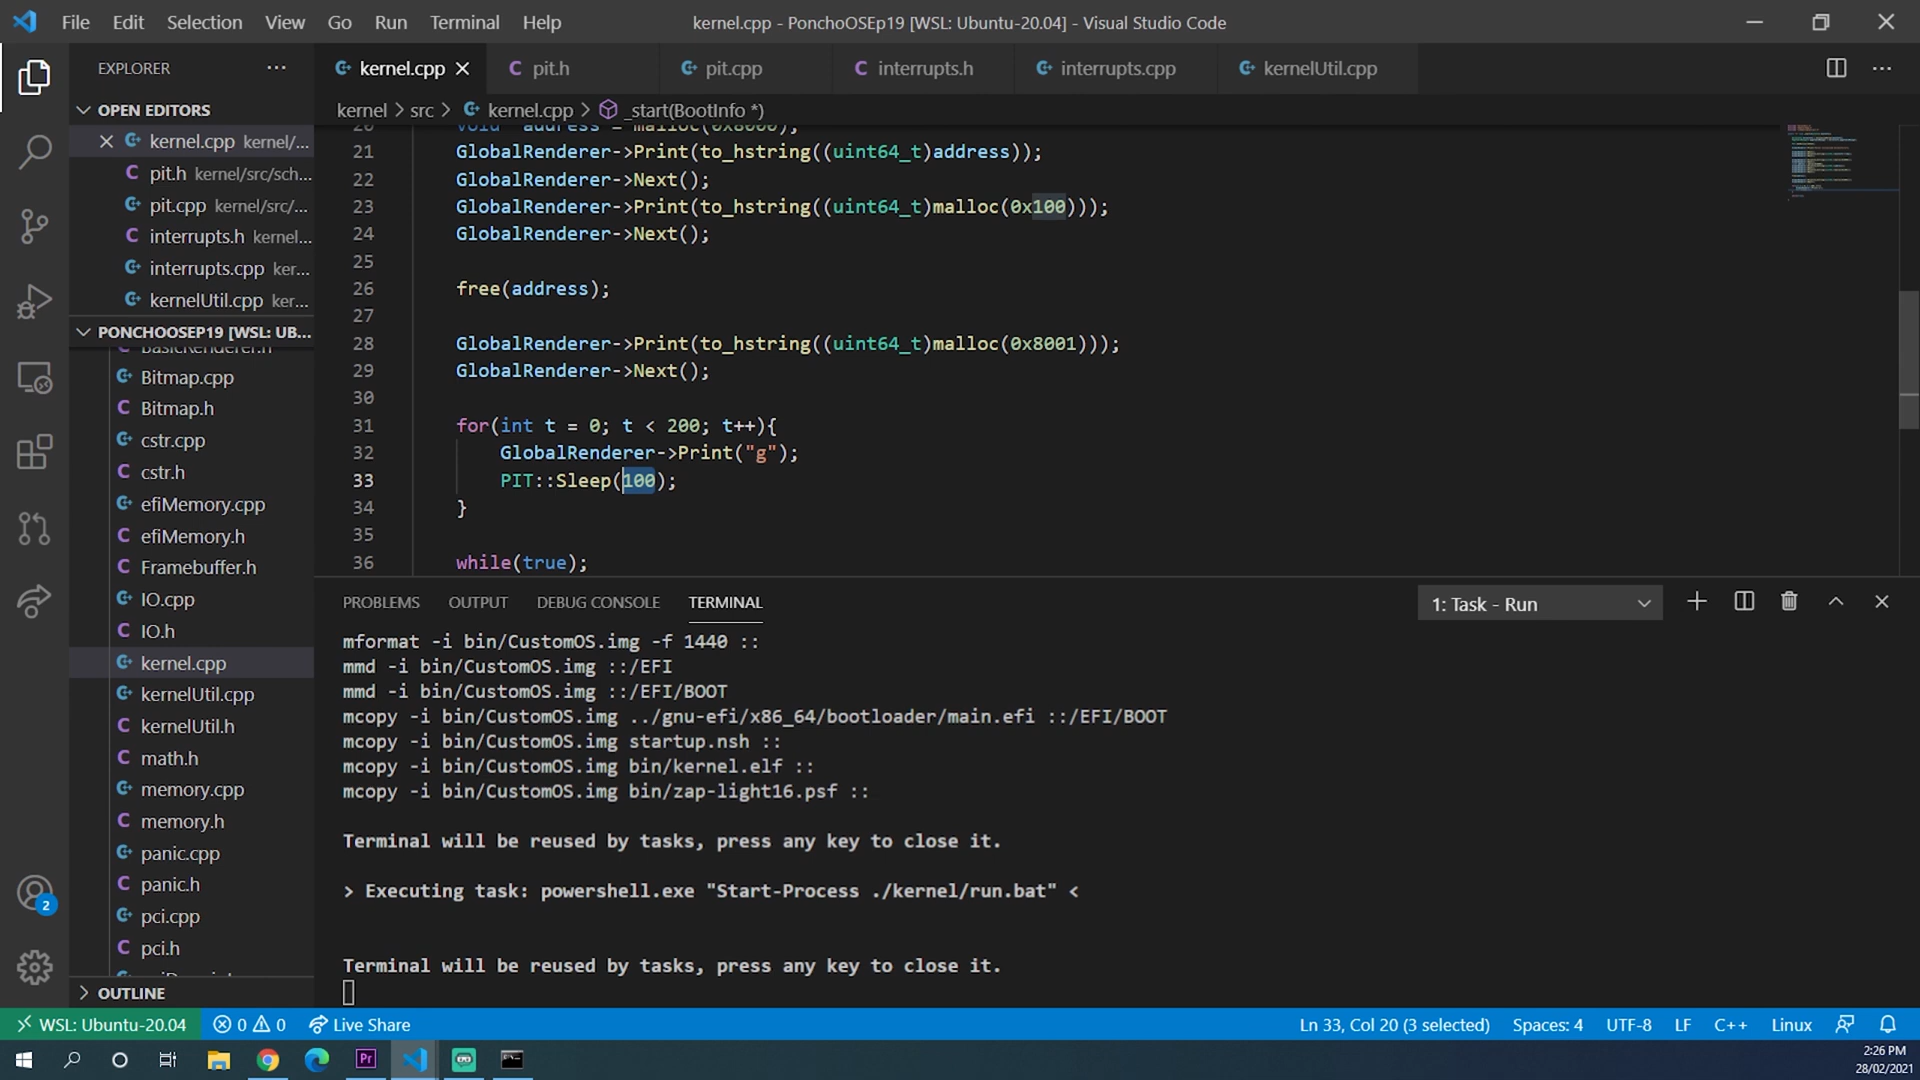 File Edit Selection View Go Run Terminal Help
kernel.cpp - PonchoOSEp19 [WSL: Ubuntu-20.04] - Visual Studio Code
EXPLORER
OPEN EDITORS
kernel.cpp kernel/...
pit.h kernel/src/sch...
pit.cpp kernel/src/...
interrupts.h kernel...
interrupts.cpp ker...
kernelUtil.cpp ker...
PONCHOOSEP19 [WSL: UB...
BasicRenderer.h
Bitmap.cpp
Bitmap.h
cstr.cpp
cstr.h
efiMemory.cpp
efiMemory.h
Framebuffer.h
IO.cpp
IO.h
kernel.cpp
kernelUtil.cpp
kernelUtil.h
math.h
memory.cpp
memory.h
panic.cpp
panic.h
pci.cpp
pci.h
OUTLINE
kernel.cpp pit.h pit.cpp interrupts.h interrupts.cpp kernelUtil.cpp
kernel > src > kernel.cpp > _start(BootInfo *)
20 void* address = malloc(0x8000);
21 GlobalRenderer->Print(to_hstring((uint64_t)address));
22 GlobalRenderer->Next();
23 GlobalRenderer->Print(to_hstring((uint64_t)malloc(0x100)));
24 GlobalRenderer->Next();
25
26 free(address);
27
28 GlobalRenderer->Print(to_hstring((uint64_t)malloc(0x8001)));
29 GlobalRenderer->Next();
30
31 for(int t = 0; t < 200; t++){
32 GlobalRenderer->Print("g");
33 PIT::Sleep(100);
34 }
35
36 while(true);
PROBLEMS OUTPUT DEBUG CONSOLE TERMINAL
1: Task - Run
mformat -i bin/CustomOS.img -f 1440 ::
mmd -i bin/CustomOS.img ::/EFI
mmd -i bin/CustomOS.img ::/EFI/BOOT
mcopy -i bin/CustomOS.img ../gnu-efi/x86_64/bootloader/main.efi ::/EFI/BOOT
mcopy -i bin/CustomOS.img startup.nsh ::
mcopy -i bin/CustomOS.img bin/kernel.elf ::
mcopy -i bin/CustomOS.img bin/zap-light16.psf ::
Terminal will be reused by tasks, press any key to close it.
> Executing task: powershell.exe "Start-Process ./kernel/run.bat" <
Terminal will be reused by tasks, press any key to close it.
2
WSL: Ubuntu-20.04 0 0 Live Share
Ln 33, Col 20 (3 selected) Spaces: 4 UTF-8 LF C++ Linux
Pr
2:26 PM
28/02/2021